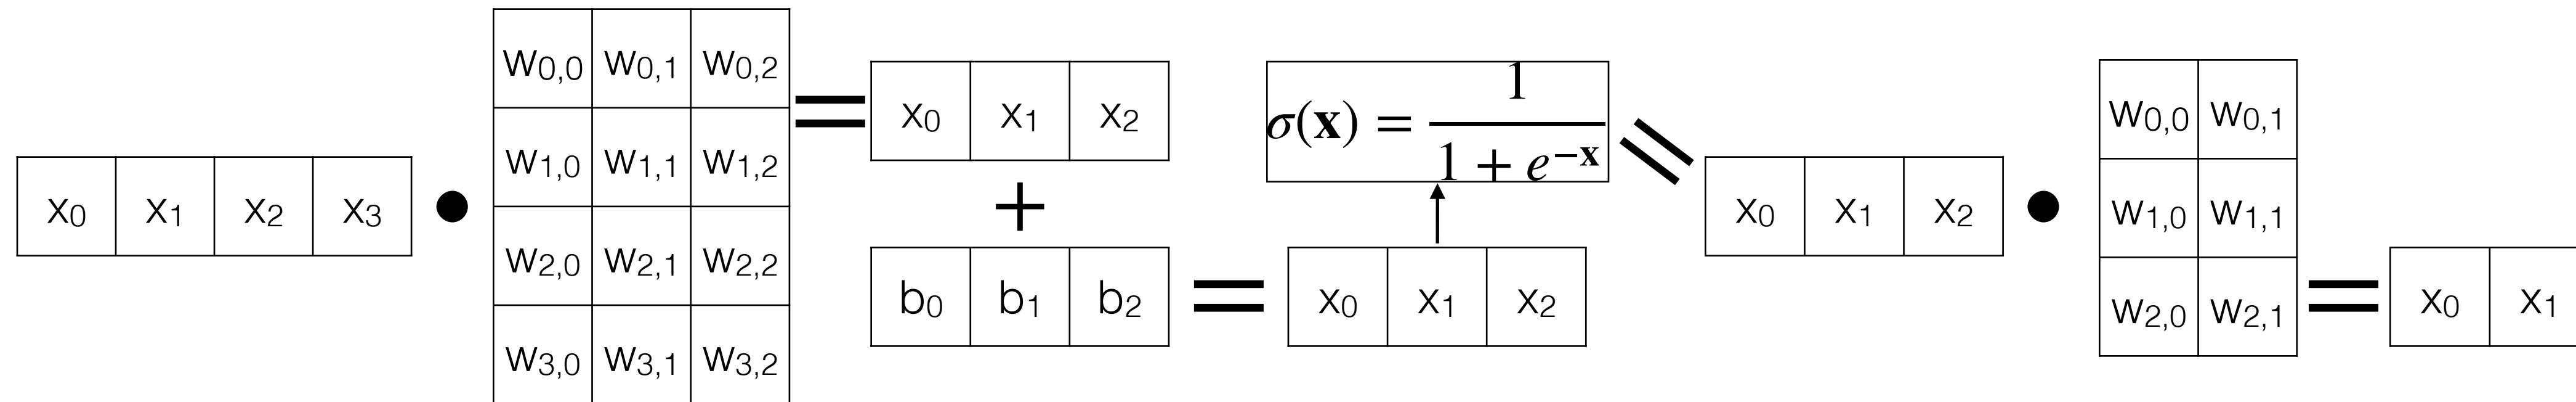 x₀ x₁ x₂ x₃
●
w₀,₀ w₀,₁ w₀,₂
w₁,₀ w₁,₁ w₁,₂
w₂,₀ w₂,₁ w₂,₂
w₃,₀ w₃,₁ w₃,₂
=
x₀ x₁ x₂
+
b₀ b₁ b₂
=
x₀ x₁ x₂
σ(𝐱) = 1 / (1 + e^−𝐱)
=
x₀ x₁ x₂
●
w₀,₀ w₀,₁
w₁,₀ w₁,₁
w₂,₀ w₂,₁
=
x₀ x₁